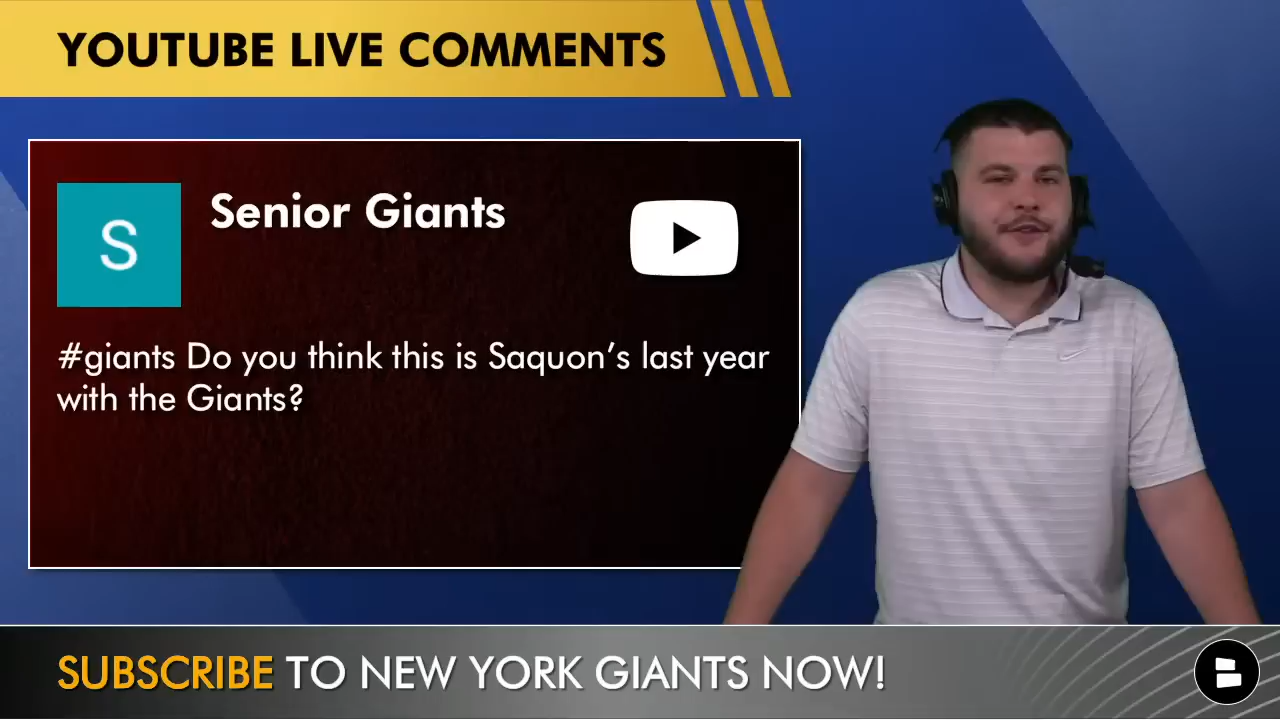 YOUTUBE LIVE COMMENTS
S
Senior Giants
#giants Do you think this is Saquon’s last year
with the Giants?
SUBSCRIBE TO NEW YORK GIANTS NOW!